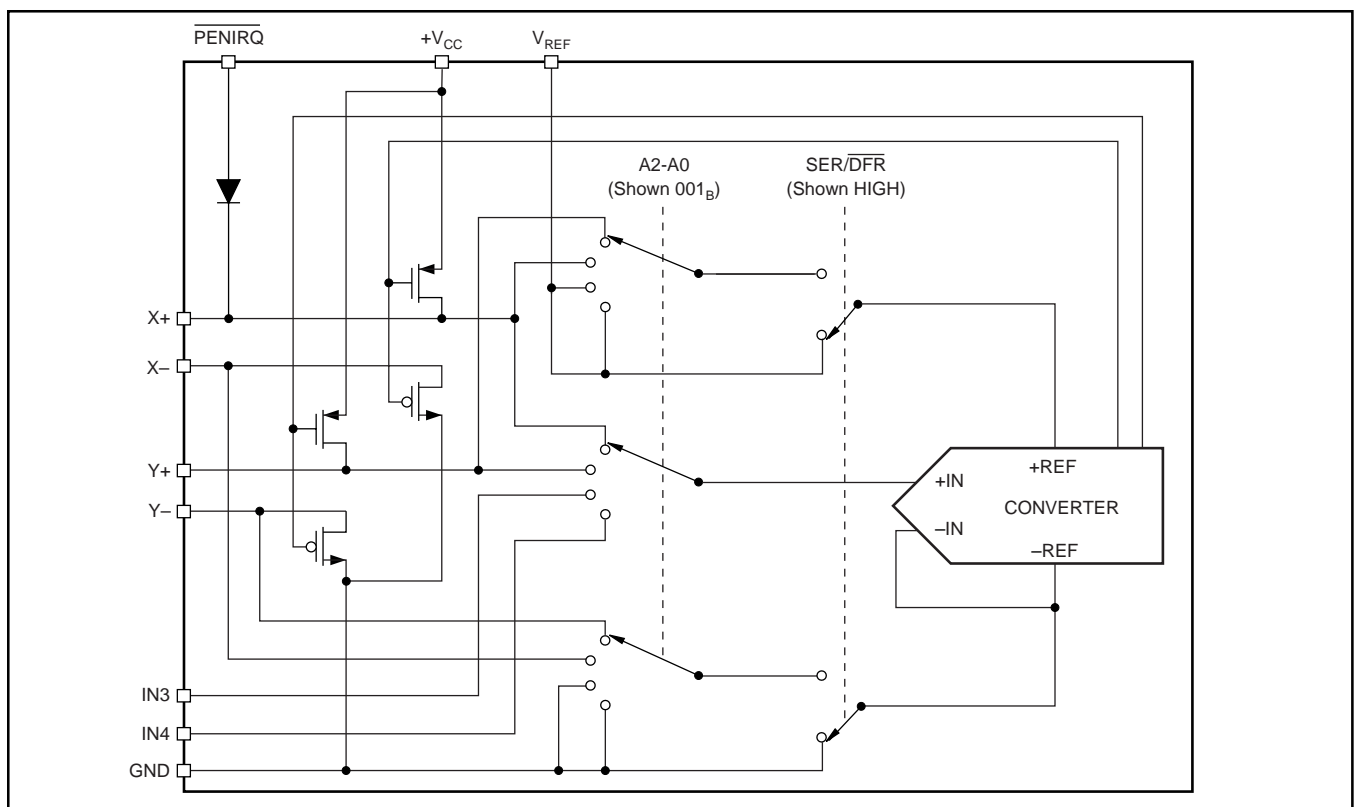 PENIRQ
+VCC
VREF
A2-A0
(Shown 001B)
SER/DFR
(Shown HIGH)
X+
X–
Y+
Y–
IN3
IN4
GND
+IN
+REF
CONVERTER
–IN
–REF